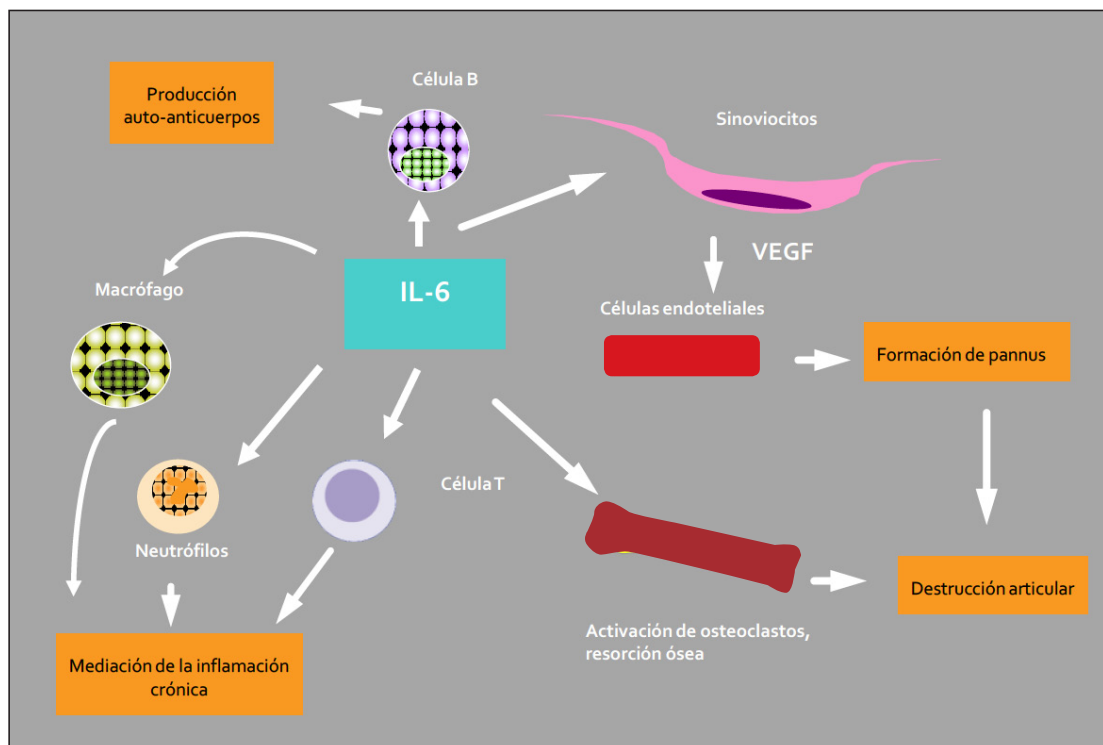 Célula B
Producción
auto-anticuerpos
Sinoviocitos
VEGF
IL-6
Macrófago
Células endoteliales
Formación de pannus
Célula T
Neutrófilos
Destrucción articular
Activación de osteoclastos,
resorción ósea
Mediación de la inflamación
crónica